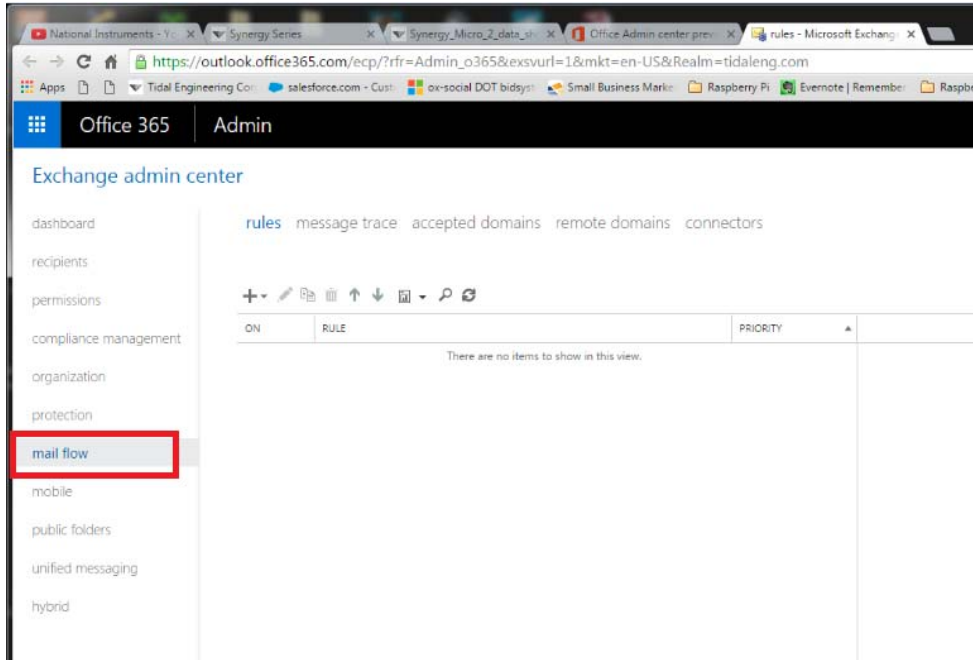 National Instruments - Yo
Synergy Series
Synergy_Micro_2_data_sh
Office Admin center prev
rules - Microsoft Exchang
https://outlook.office365.com/ecp/?rfr=Admin_o365&exsvurl=1&mkt=en-US&Realm=tidaleng.com
Apps Tidal Engineering Cor salesforce.com - Cust ox-social DOT bidsyst Small Business Marke Raspberry Pi Evernote | Remember Raspbe
Office 365 Admin
Exchange admin center
rules message trace accepted domains remote domains connectors
dashboard
recipients
permissions
compliance management
organization
protection
mail flow
mobile
public folders
unified messaging
hybrid
ON RULE PRIORITY
There are no items to show in this view.